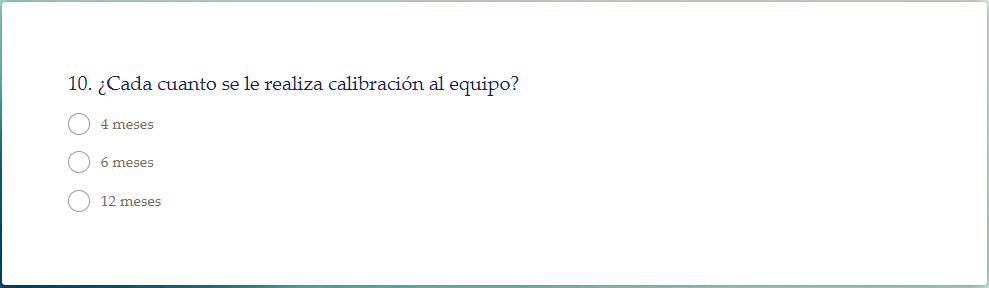 10. ¿Cada cuanto se le realiza calibración al equipo?
4 meses
6 meses
12 meses